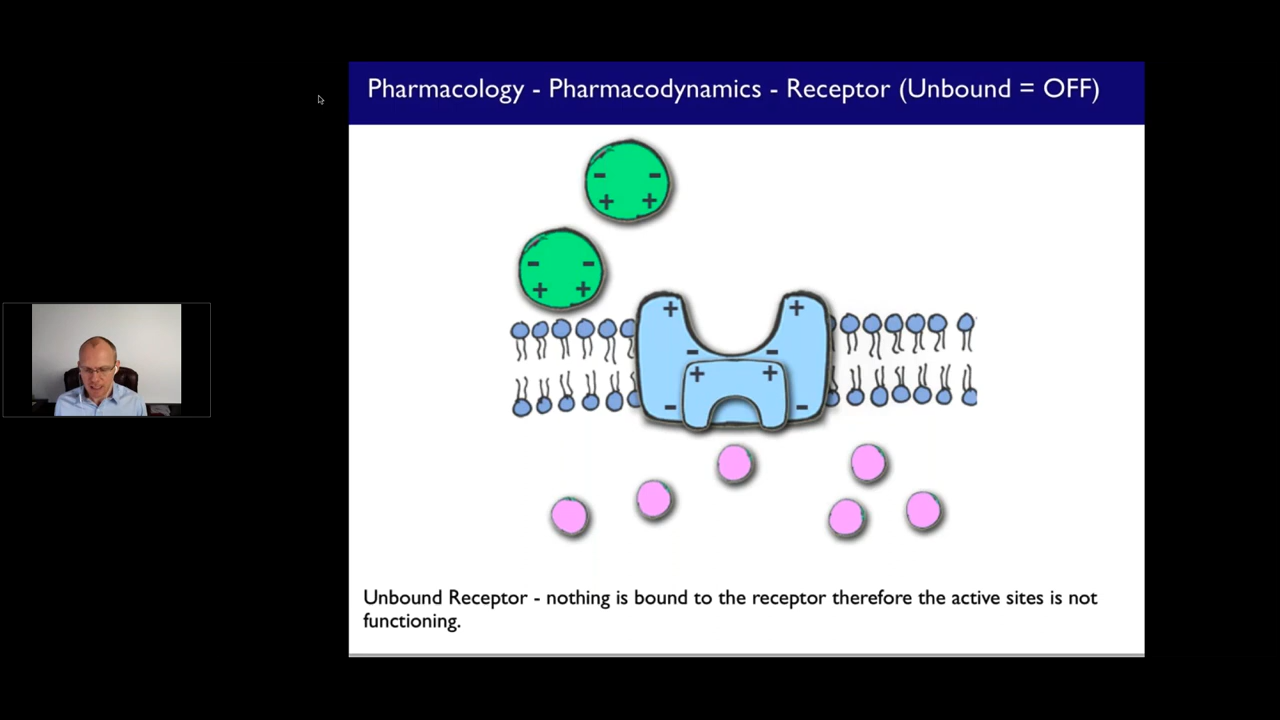 Pharmacology - Pharmacodynamics - Receptor (Unbound = OFF)
- -
+ +
- -
+ +
+ +
- -
+ +
- -
Unbound Receptor - nothing is bound to the receptor therefore the active sites is not
functioning.